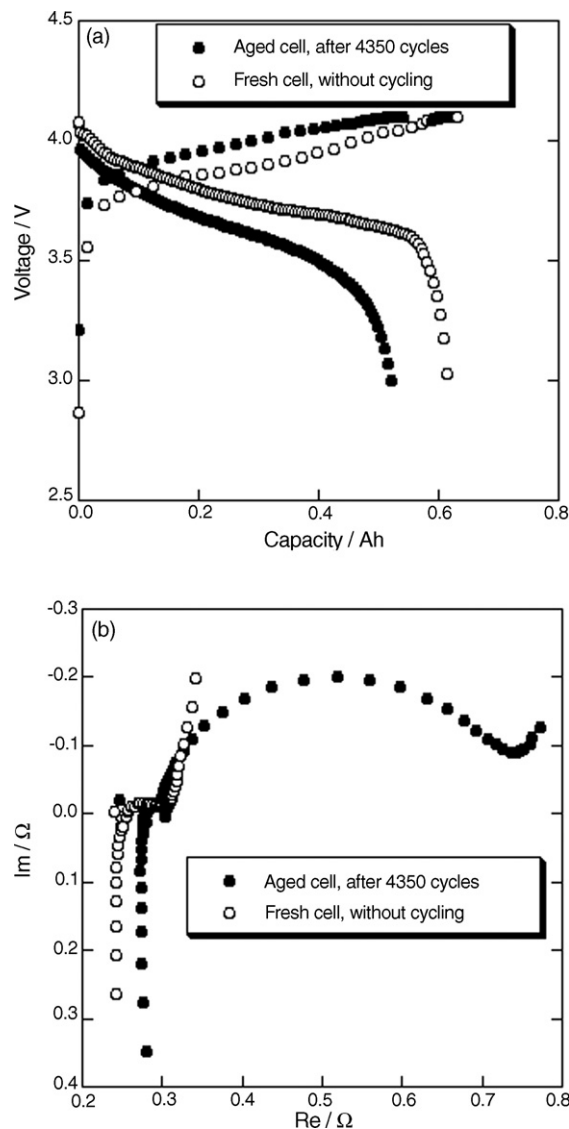 (a)
Aged cell, after 4350 cycles
Fresh cell, without cycling
4.5
4.0
3.5
3.0
2.5
Voltage / V
0.0 0.2 0.4 0.6 0.8
Capacity / Ah
(b)
-0.3
-0.2
-0.1
0.0
0.1
0.2
0.3
0.4
Im / Ω
Aged cell, after 4350 cycles
Fresh cell, without cycling
0.2 0.3 0.4 0.5 0.6 0.7 0.8
Re / Ω